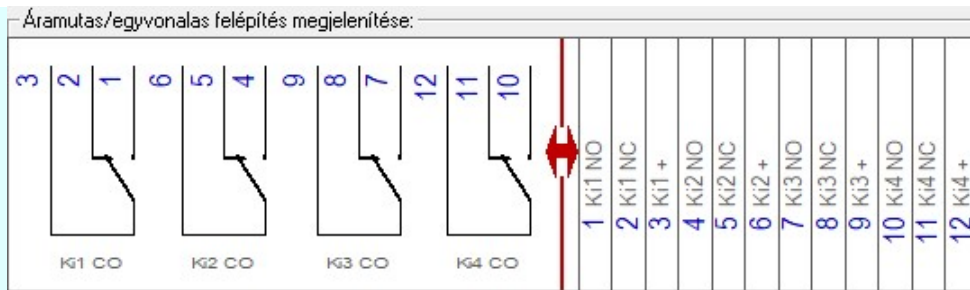 Áramutas/egyvonalas felépítés megjelenítése:
3 2 1 6 5 4 9 8 7 12 11 10
Ki1 CO Ki2 CO Ki3 CO Ki4 CO
1 Ki1 NO
2 Ki1 NC
3 Ki1 +
4 Ki2 NO
5 Ki2 NC
6 Ki2 +
7 Ki3 NO
8 Ki3 NC
9 Ki3 +
10 Ki4 NO
11 Ki4 NC
12 Ki4 +